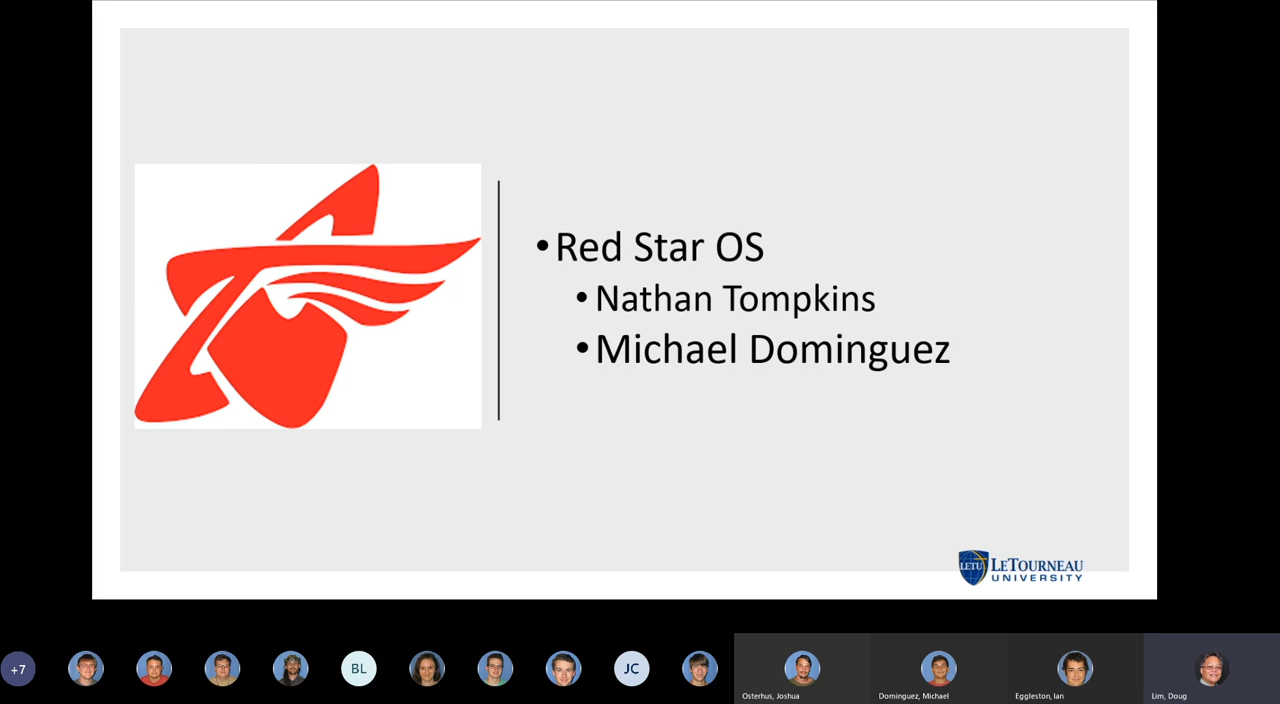 • Red Star OS
• Nathan Tompkins
• Michael Dominguez
LETU
LETOURNEAU
UNIVERSITY
+7
BL
JC
Osterhus, Joshua
Dominguez, Michael
Eggleston, Ian
Lim, Doug